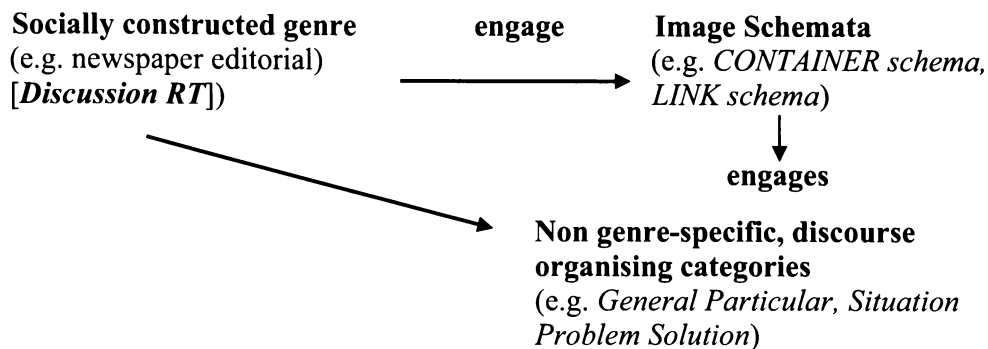 Socially constructed genre
(e.g. newspaper editorial)
[Discussion RT])
engage
Image Schemata
(e.g. CONTAINER schema,
LINK schema)
engages
Non genre-specific, discourse
organising categories
(e.g. General Particular, Situation
Problem Solution)